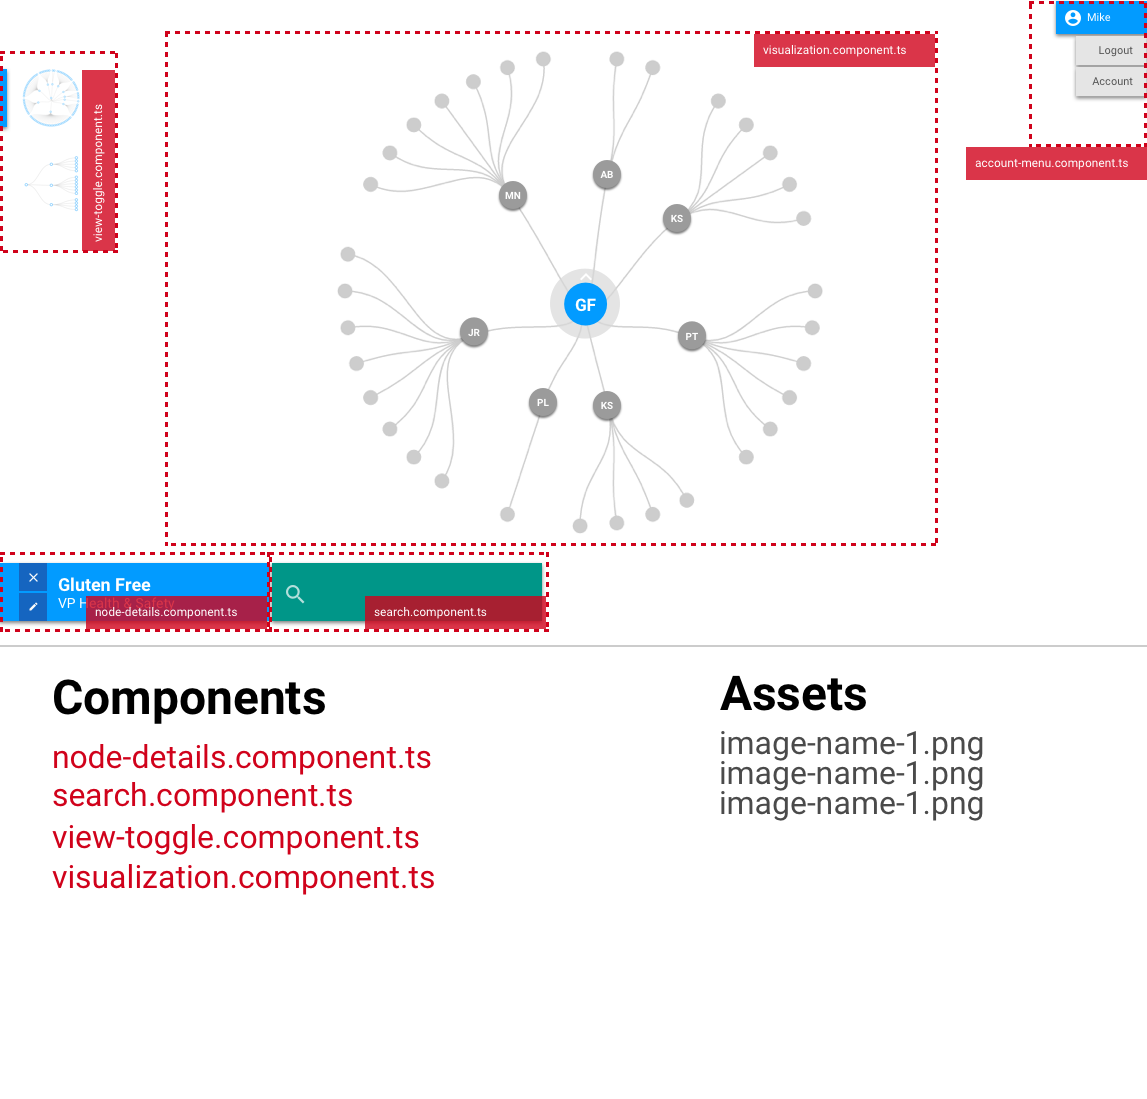 Mike
Logout
Account
account-menu.component.ts
visualization.component.ts
view-toggle.component.ts
MN
AB
KS
GF
JR
PT
PL
KS
Gluten Free
VP Health & Safety
node-details.component.ts
search.component.ts
Components
node-details.component.ts
search.component.ts
view-toggle.component.ts
visualization.component.ts
Assets
image-name-1.png
image-name-1.png
image-name-1.png